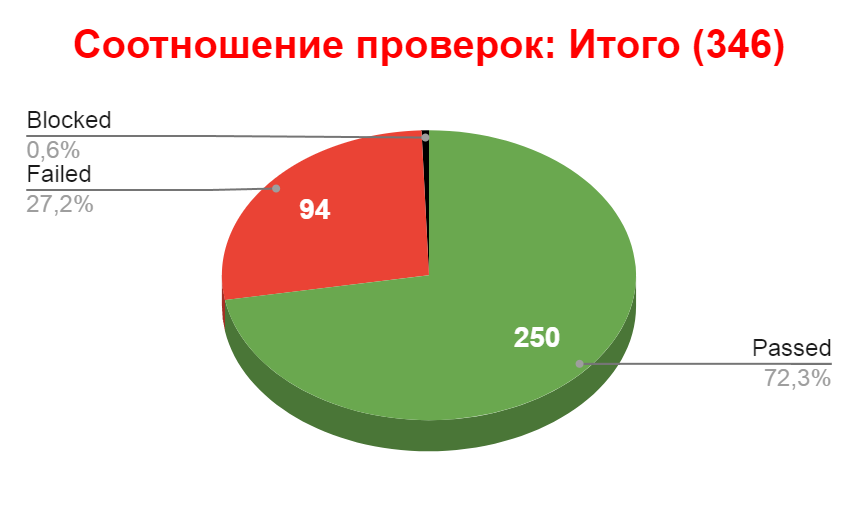 Соотношение проверок: Итого (346)
Blocked
0,6%
Failed
27,2%
94
250
Passed
72,3%